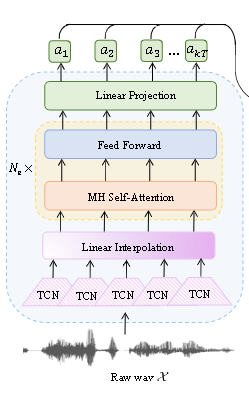 a1 a2 a3 ... akT
Linear Projection
Feed Forward
Ne ×
MH Self-Attention
Linear Interpolation
TCN TCN TCN TCN TCN
Raw wav 𝒳